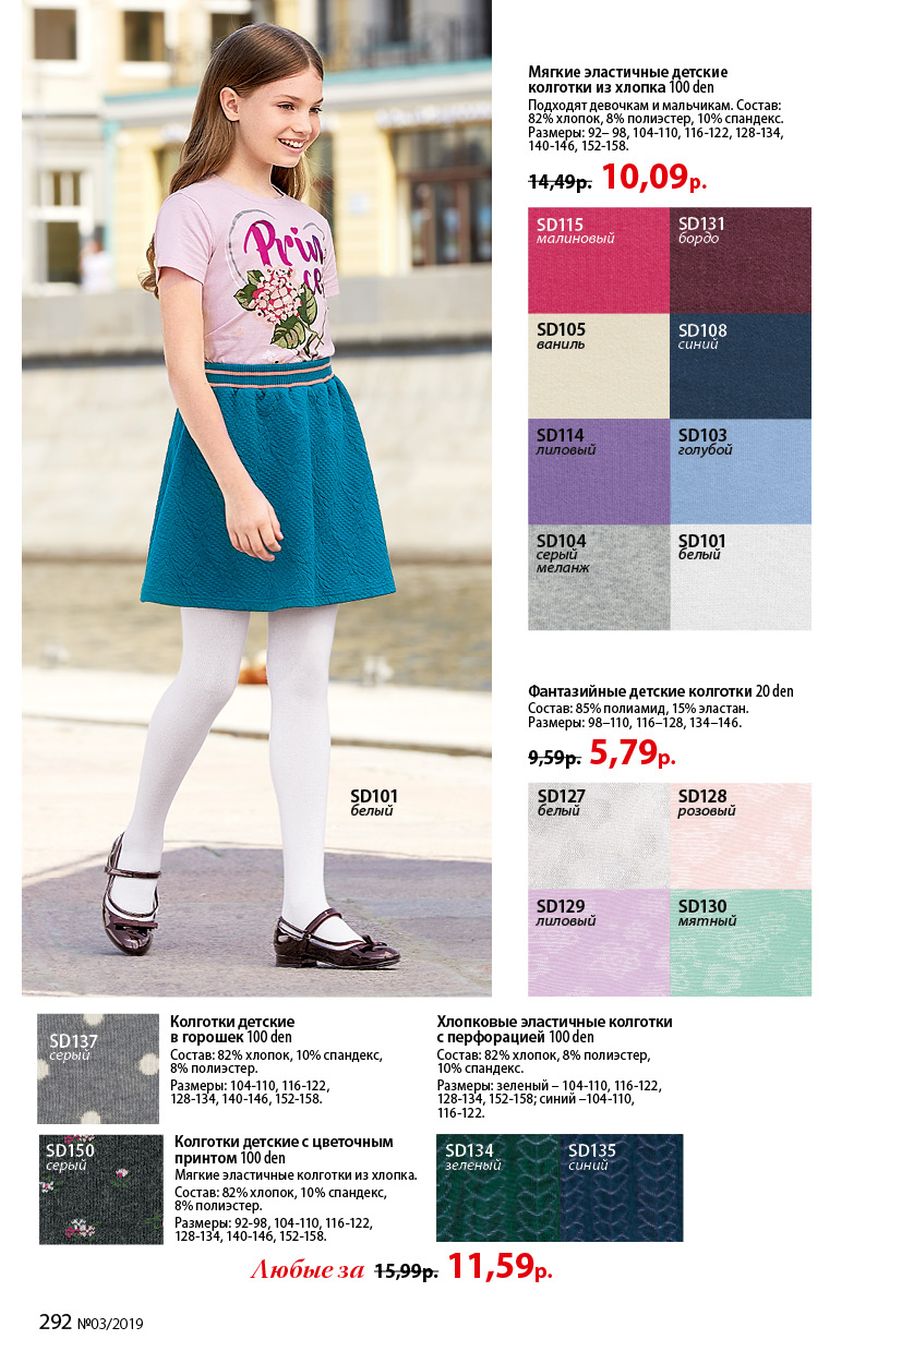 Prin
ce
Мягкие эластичные детские
колготки из хлопка 100 den
Подходят девочкам и мальчикам. Состав:
82% хлопок, 8% полиэстер, 10% спандекс.
Размеры: 92– 98, 104-110, 116-122, 128-134,
140-146, 152-158.
14,49р. 10,09р.
SD115
малиновый
SD131
бордо
SD105
ваниль
SD108
синий
SD114
лиловый
SD103
голубой
SD104
серый
меланж
SD101
белый
Фантазийные детские колготки 20 den
Состав: 85% полиамид, 15% эластан.
Размеры: 98–110, 116–128, 134–146.
9,59р. 5,79р.
SD127
белый
SD128
розовый
SD129
лиловый
SD130
мятный
SD101
белый
SD137
серый
Колготки детские
в горошек 100 den
Состав: 82% хлопок, 10% спандекс,
8% полиэстер.
Размеры: 104-110, 116-122,
128-134, 140-146, 152-158.
SD150
серый
Колготки детские с цветочным
принтом 100 den
Мягкие эластичные колготки из хлопка.
Состав: 82% хлопок, 10% спандекс,
8% полиэстер.
Размеры: 92-98, 104-110, 116-122,
128-134, 140-146, 152-158.
Хлопковые эластичные колготки
с перфорацией 100 den
Состав: 82% хлопок, 8% полиэстер,
10% спандекс.
Размеры: зеленый – 104-110, 116-122,
128-134, 152-158; синий –104-110,
116-122.
SD134
зеленый
SD135
синий
Любые за 15,99р. 11,59р.
292 №03/2019